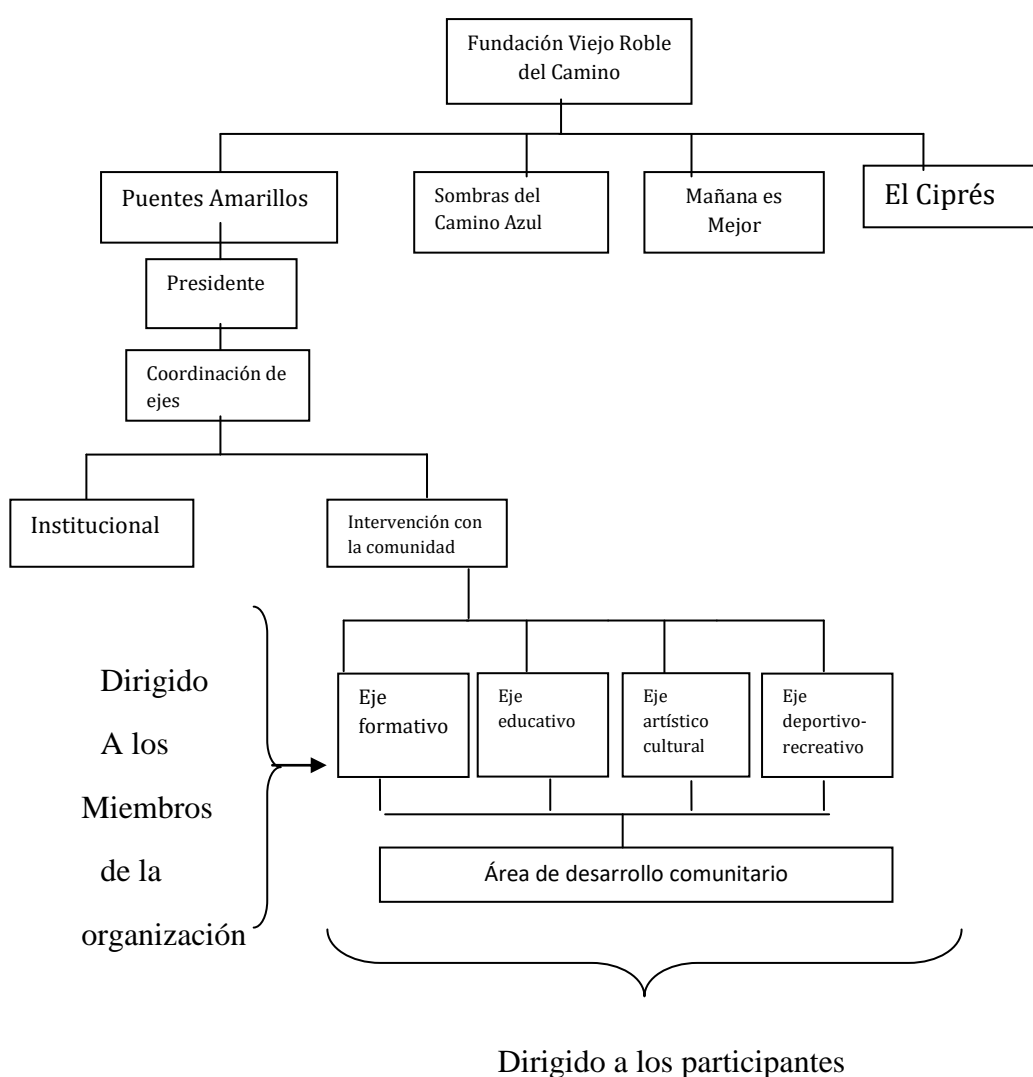 Fundación Viejo Roble
del Camino
Puentes Amarillos
Sombras del
Camino Azul
Mañana es
Mejor
El Ciprés
Presidente
Coordinación de
ejes
Institucional
Intervención con
la comunidad
Dirigido
A los
Miembros
de la
organización
Eje
formativo
Eje
educativo
Eje
artístico
cultural
Eje
deportivo-
recreativo
Área de desarrollo comunitario
Dirigido a los participantes